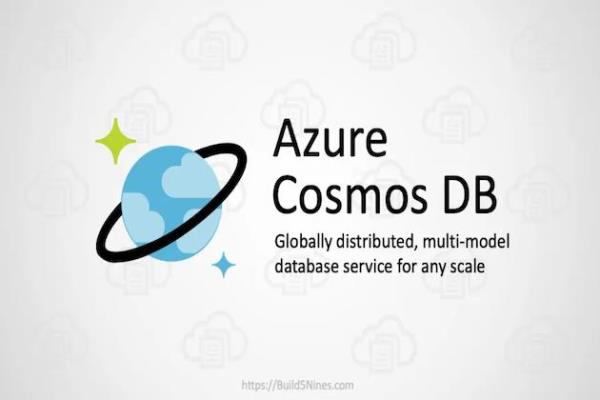 Azure
Cosmos DB
Globally distributed, multi-model
database service for any scale
https://Build5Nines.com